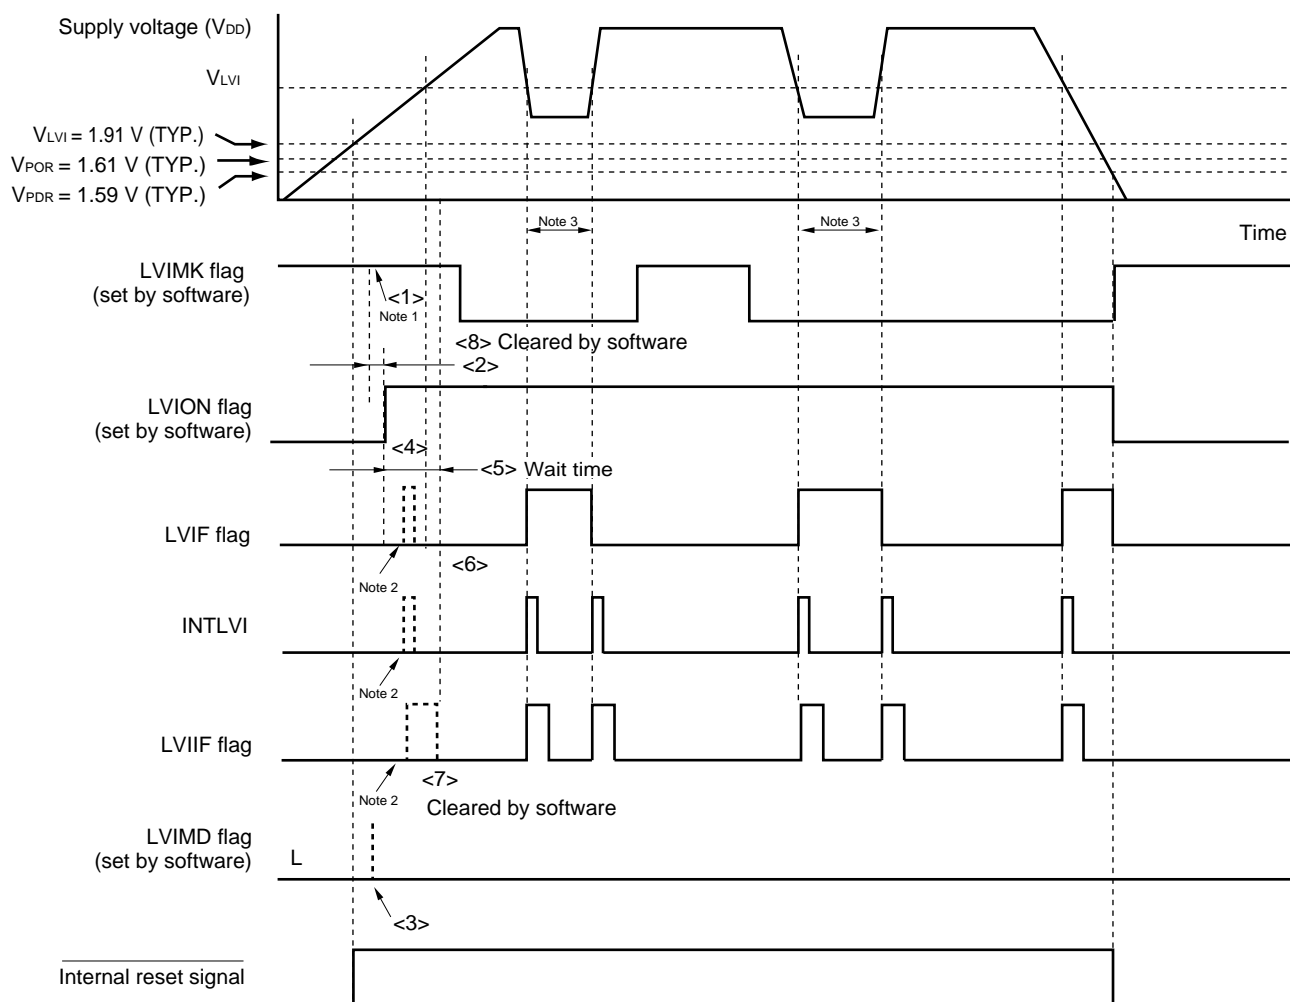 Supply voltage (VDD)
VLVI
VLVI = 1.91 V (TYP.)
VPOR = 1.61 V (TYP.)
VPDR = 1.59 V (TYP.)
Note 3
Note 3
Time
LVIMK flag
(set by software)
<1>
Note 1
<8> Cleared by software
<2>
LVION flag
(set by software)
<4>
<5> Wait time
LVIF flag
<6>
Note 2
INTLVI
Note 2
LVIIF flag
<7>
Note 2
Cleared by software
LVIMD flag
(set by software)
L
<3>
Internal reset signal